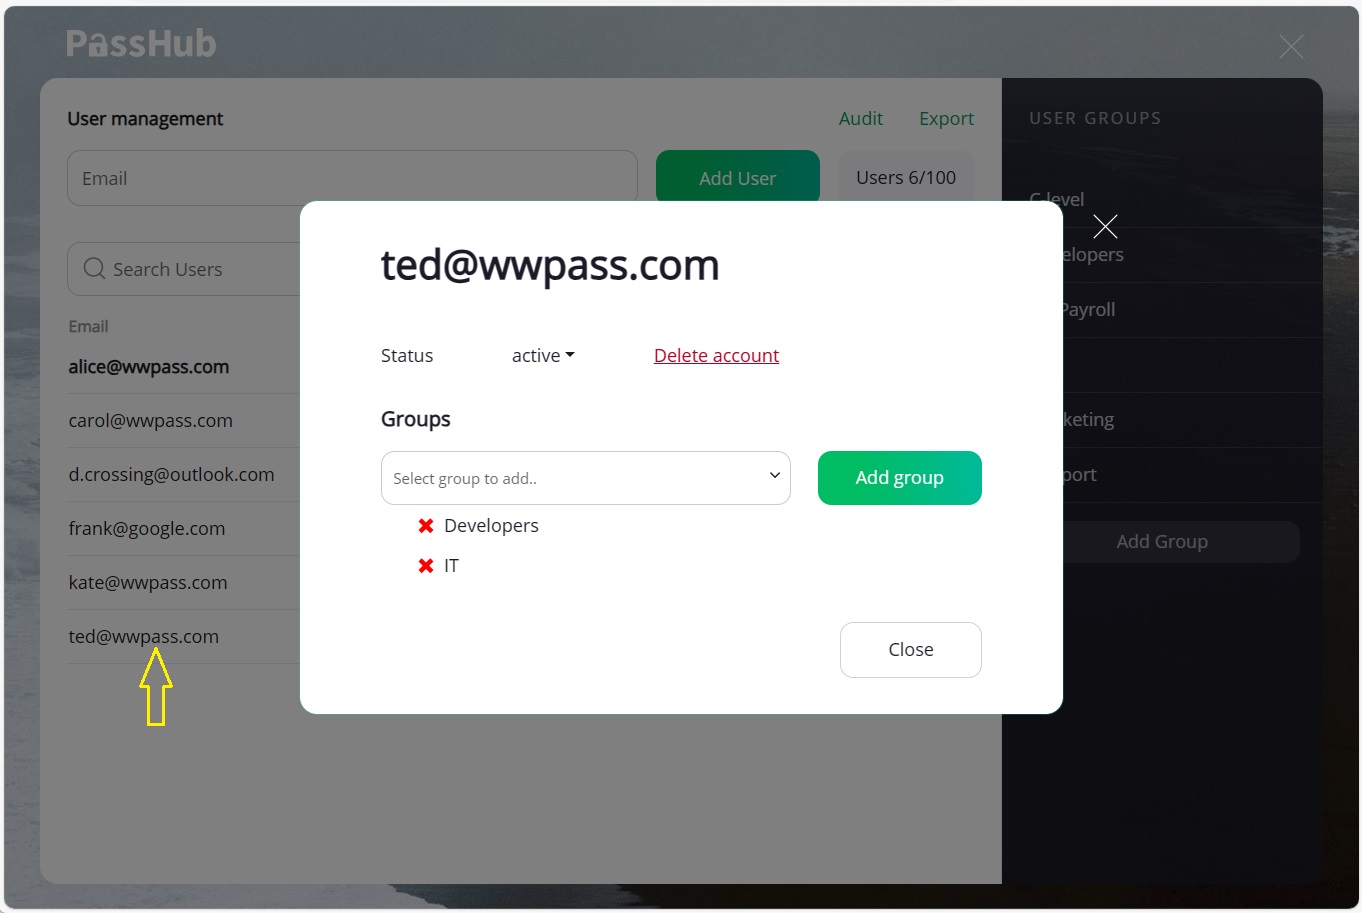 PassHub
User management
Audit
Export
Email
Add User
Users 6/100
Search Users
Email
alice@wwpass.com
carol@wwpass.com
d.crossing@outlook.com
frank@google.com
kate@wwpass.com
ted@wwpass.com
ted@wwpass.com
Status
active
Delete account
Groups
Select group to add..
Add group
Developers
IT
Close
USER GROUPS
C-level
elopers
Payroll
keting
port
Add Group